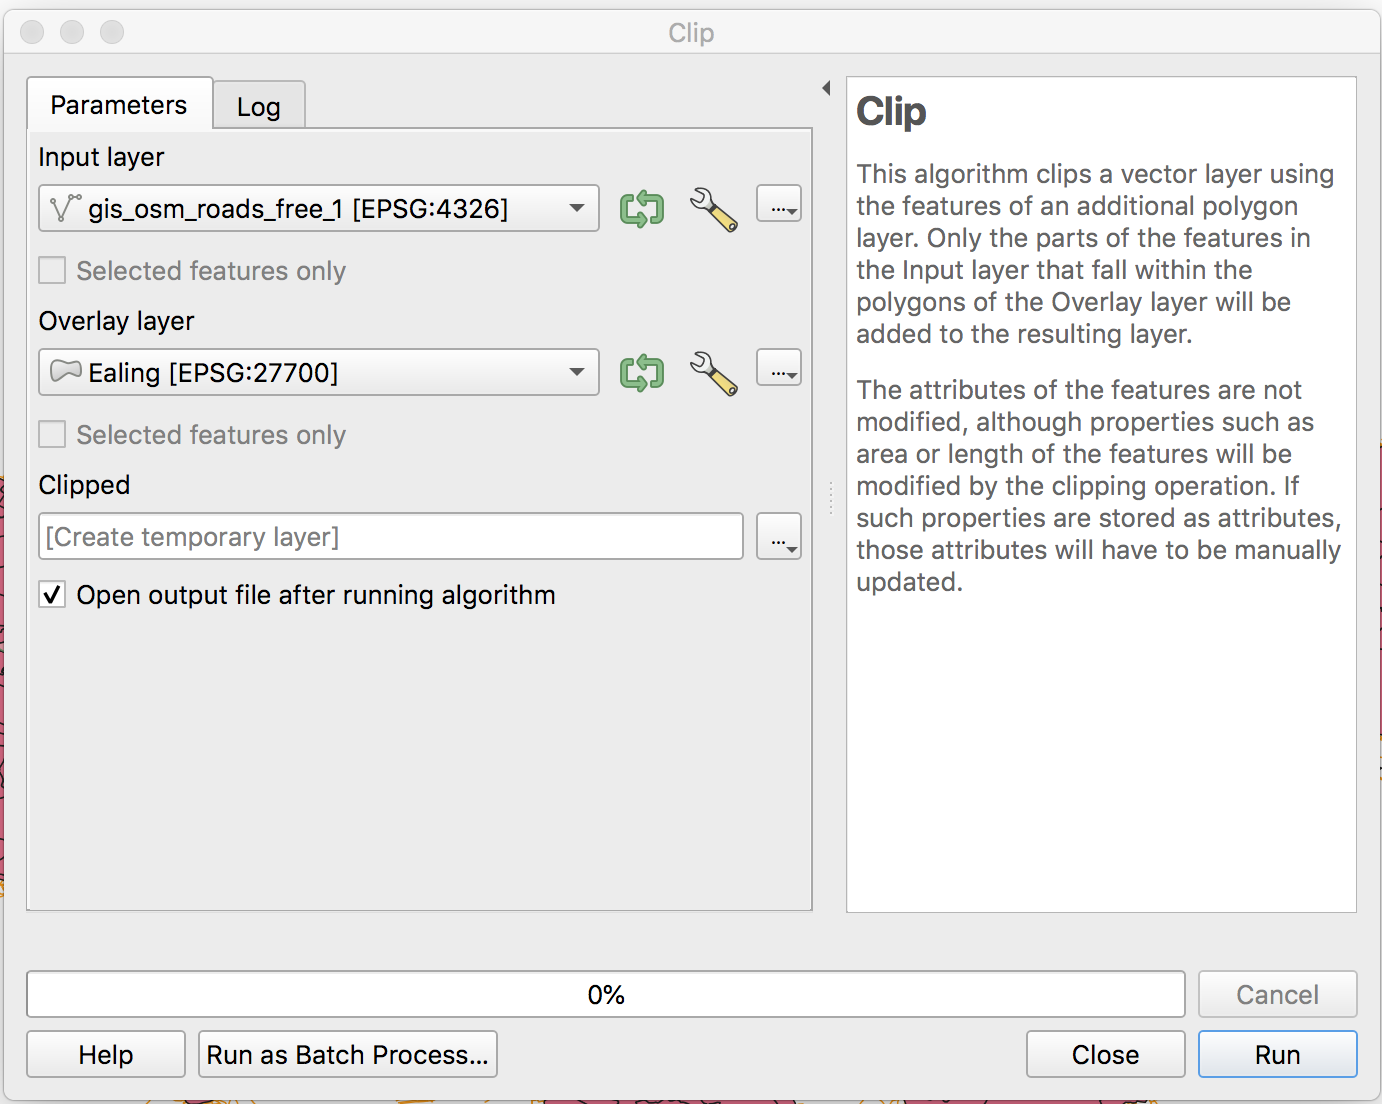 Clip
Parameters
Log
Input layer
gis_osm_roads_free_1 [EPSG:4326]
...
Selected features only
Overlay layer
Ealing [EPSG:27700]
...
Selected features only
Clipped
[Create temporary layer]
...
Open output file after running algorithm
Clip
This algorithm clips a vector layer using
the features of an additional polygon
layer. Only the parts of the features in
the Input layer that fall within the
polygons of the Overlay layer will be
added to the resulting layer.
The attributes of the features are not
modified, although properties such as
area or length of the features will be
modified by the clipping operation. If
such properties are stored as attributes,
those attributes will have to be manually
updated.
0%
Cancel
Help
Run as Batch Process...
Close
Run